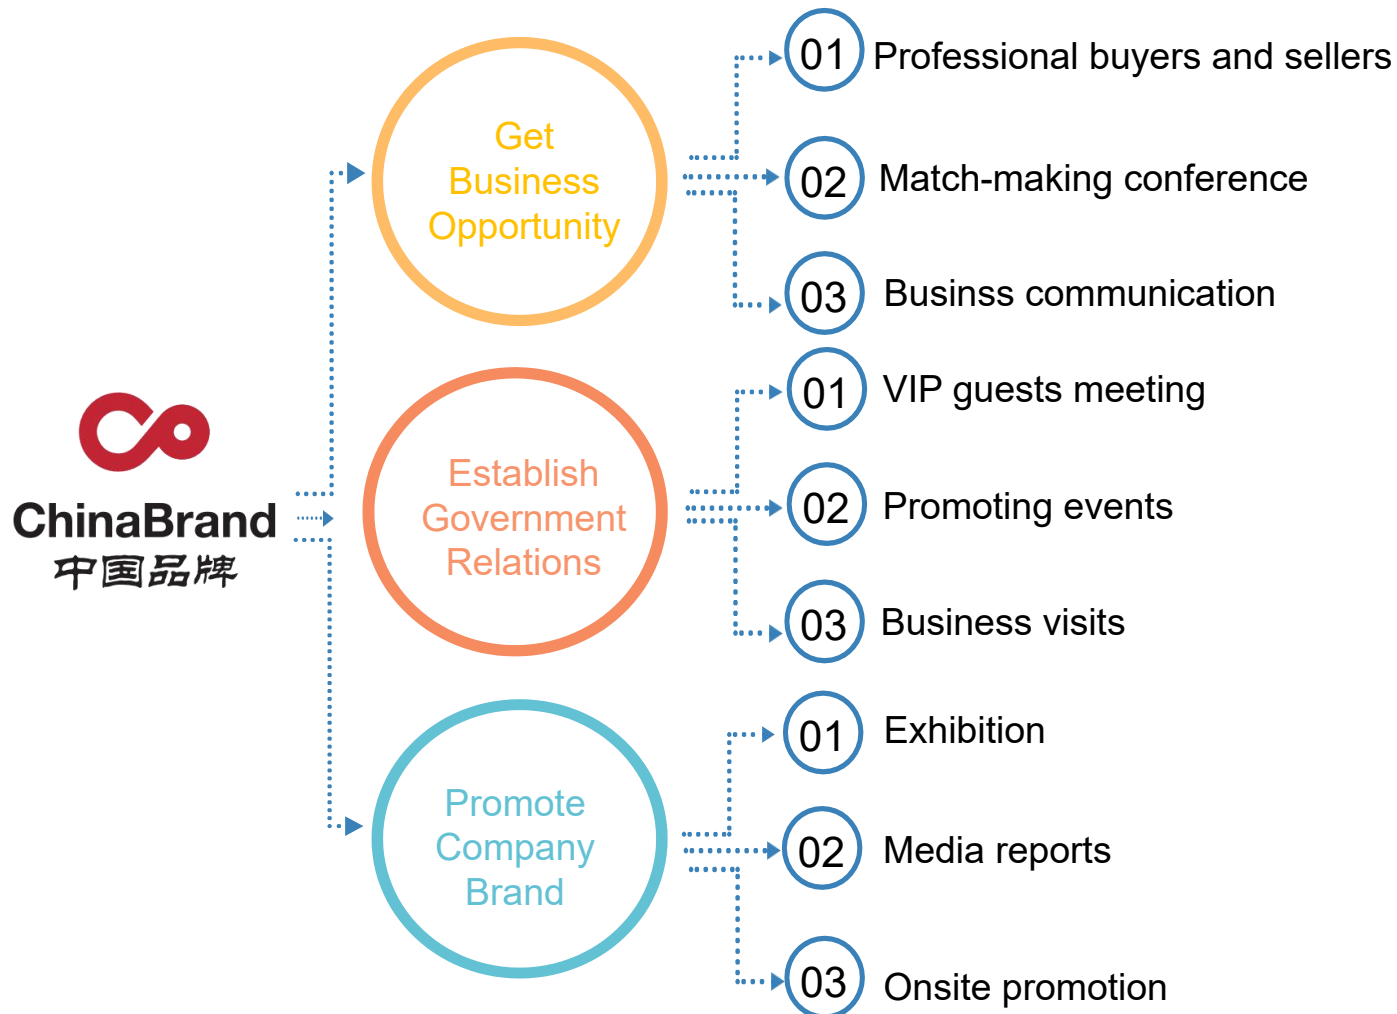 ChinaBrand
中国品牌
Get
Business
Opportunity
01 Professional buyers and sellers
02 Match-making conference
03 Businss communication
Establish
Government
Relations
01 VIP guests meeting
02 Promoting events
03 Business visits
Promote
Company
Brand
01 Exhibition
02 Media reports
03 Onsite promotion